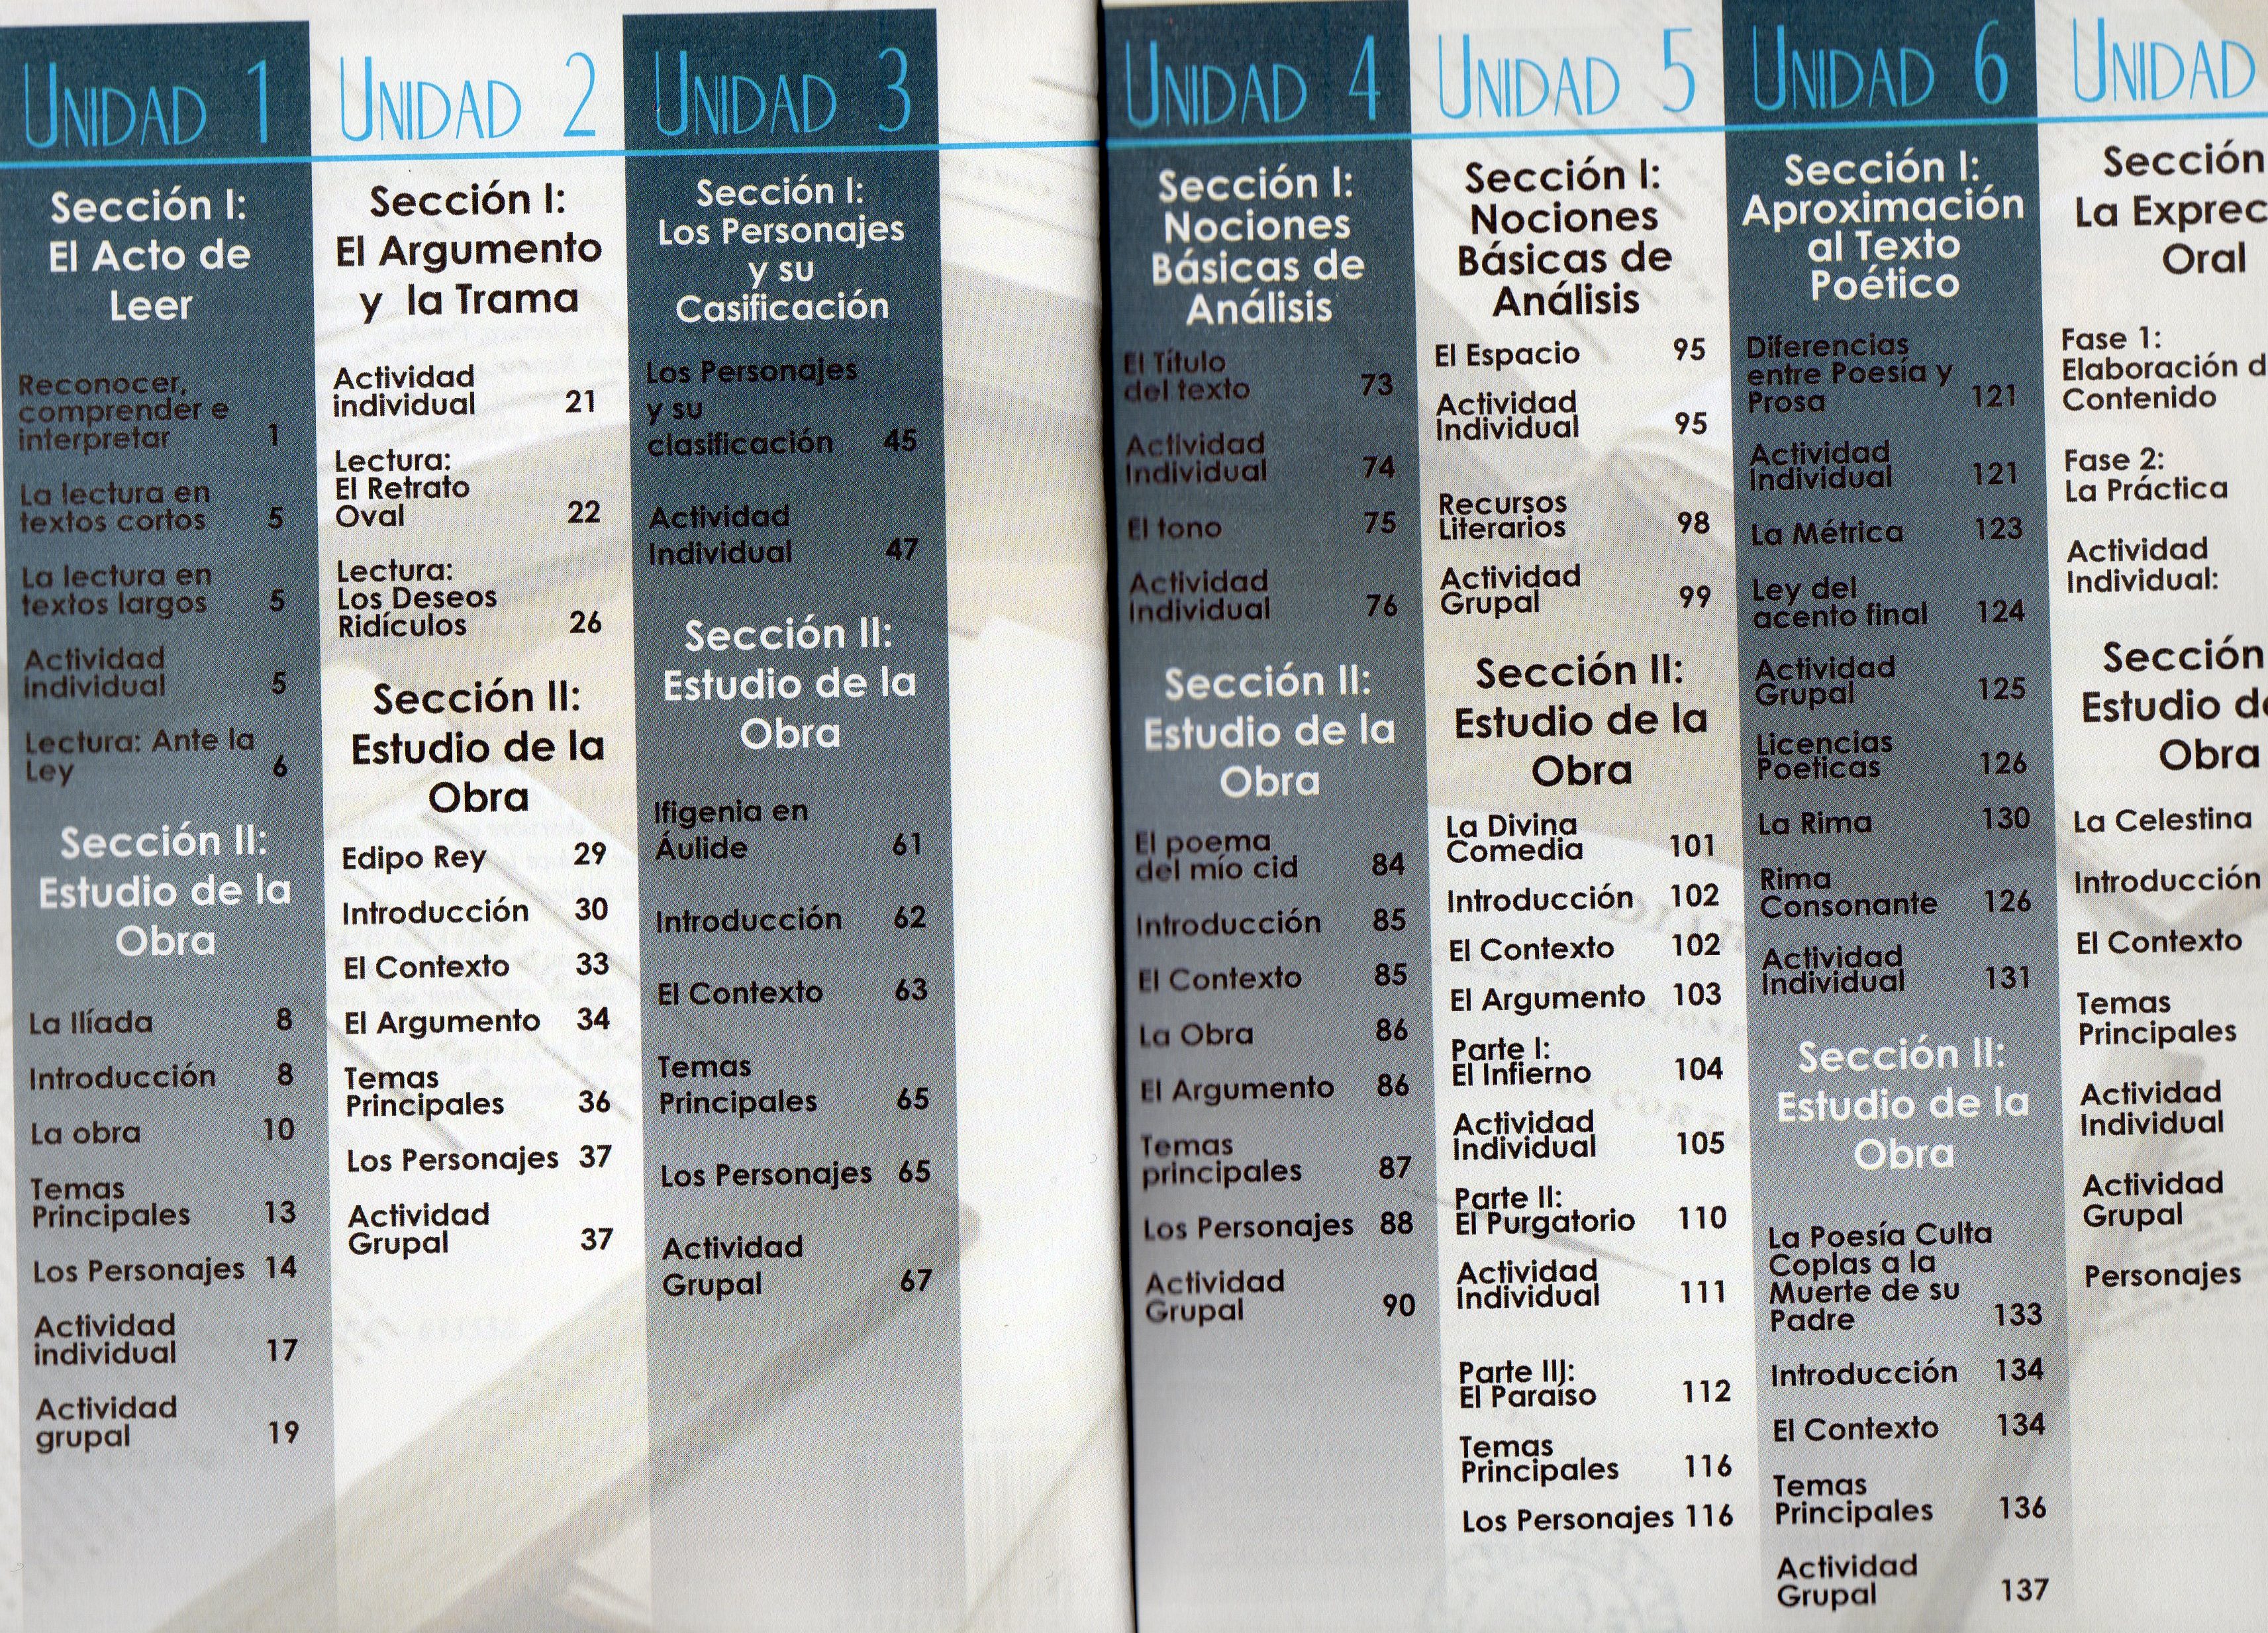 UNIDAD 1
Sección I:
El Acto de
Leer
Reconocer,
comprender e
interpretar 1
La lectura en
textos cortos 5
La lectura en
textos largos 5
Actividad
individual 5
Lectura: Ante la
Ley 6
Sección II:
Estudio de la
Obra
La Ilíada 8
Introducción 8
La obra 10
Temas
Principales 13
Los Personajes 14
Actividad
individual 17
Actividad
grupal 19
UNIDAD 2
Sección I:
El Argumento
y la Trama
Actividad
individual 21
Lectura:
El Retrato
Oval 22
Lectura:
Los Deseos
Ridículos 26
Sección II:
Estudio de la
Obra
Edipo Rey 29
Introducción 30
El Contexto 33
El Argumento 34
Temas
Principales 36
Los Personajes 37
Actividad
Grupal 37
UNIDAD 3
Sección I:
Los Personajes
y su
Casificación
Los Personajes
y su
clasificación 45
Actividad
Individual 47
Sección II:
Estudio de la
Obra
Ifigenia en
Áulide 61
Introducción 62
El Contexto 63
Temas
Principales 65
Los Personajes 65
Actividad
Grupal 67
UNIDAD 4
Sección I:
Nociones
Básicas de
Análisis
El Título
del texto 73
Actividad
Individual 74
El tono 75
Actividad
Individual 76
Sección II:
Estudio de la
Obra
El poema
del mío cid 84
Introducción 85
El Contexto 85
La Obra 86
El Argumento 86
Temas
principales 87
Los Personajes 88
Actividad
Grupal 90
UNIDAD 5
Sección I:
Nociones
Básicas de
Análisis
El Espacio 95
Actividad
Individual 95
Recursos
Literarios 98
Actividad
Grupal 99
Sección II:
Estudio de la
Obra
La Divina
Comedia 101
Introducción 102
El Contexto 102
El Argumento 103
Parte I:
El Infierno 104
Actividad
Individual 105
Parte II:
El Purgatorio 110
Actividad
Individual 111
Parte III:
El Paraíso 112
Temas
Principales 116
Los Personajes 116
UNIDAD 6
Sección I:
Aproximación
al Texto
Poético
Diferencias
entre Poesía y
Prosa 121
Actividad
Individual 121
La Métrica 123
Ley del
acento final 124
Actividad
Grupal 125
Licencias
Poeticas 126
La Rima 130
Rima
Consonante 126
Actividad
Individual 131
Sección II:
Estudio de la
Obra
La Poesía Culta
Coplas a la
Muerte de su
Padre 133
Introducción 134
El Contexto 134
Temas
Principales 136
Actividad
Grupal 137
UNIDAD
Sección
La Exprec
Oral
Fase 1:
Elaboración d
Contenido
Fase 2:
La Práctica
Actividad
Individual:
Sección
Estudio de
Obra
La Celestina
Introducción
El Contexto
Temas
Principales
Actividad
Individual
Actividad
Grupal
Personajes